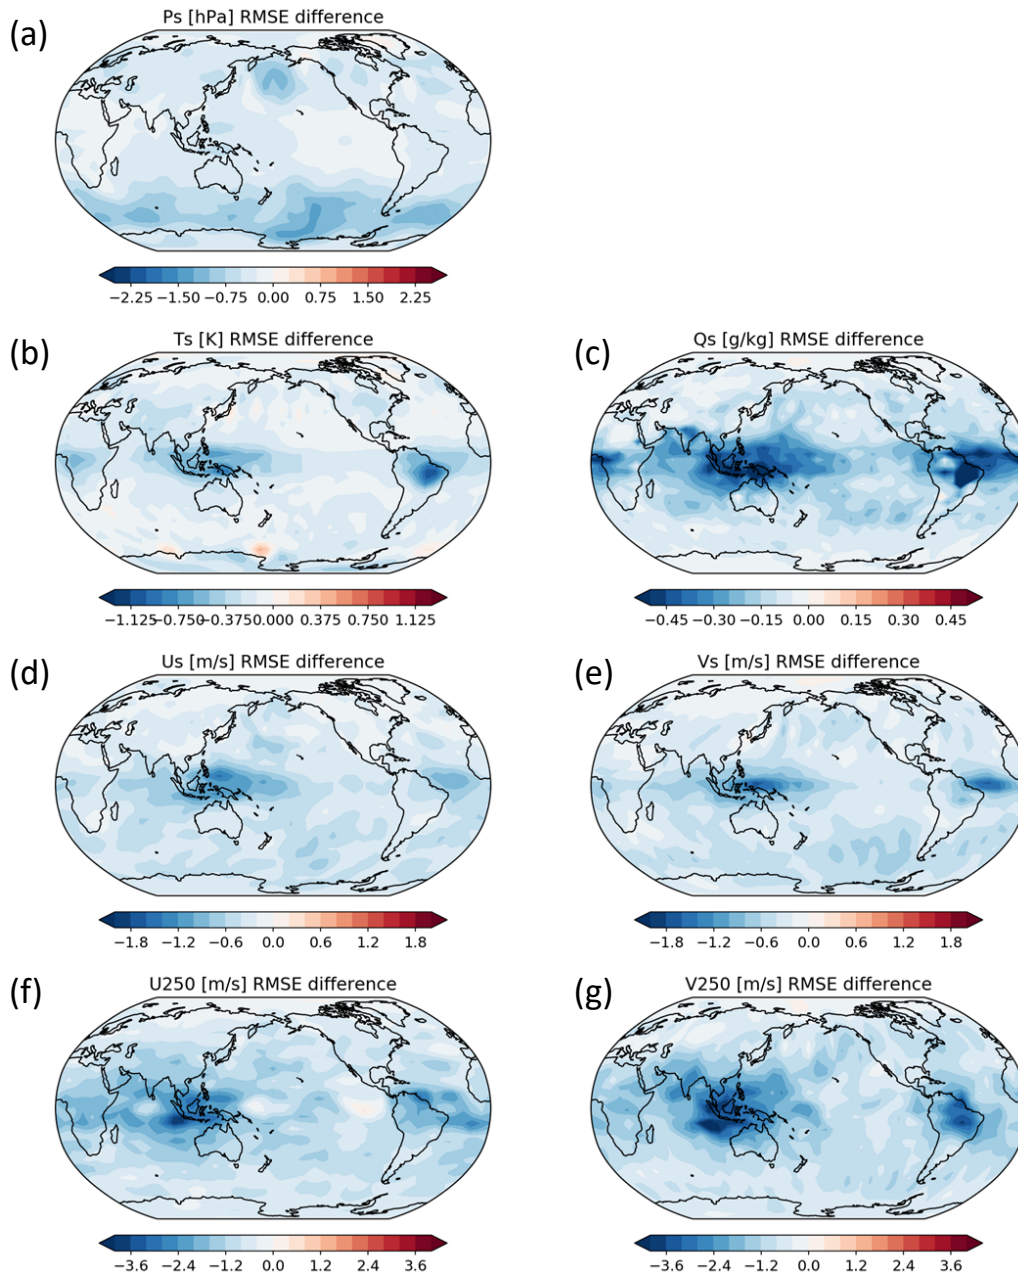 (a)
Ps [hPa] RMSE difference
−2.25 −1.50 −0.75 0.00 0.75 1.50 2.25
(b)
Ts [K] RMSE difference
−1.125 −0.750 −0.375 0.000 0.375 0.750 1.125
(c)
Qs [g/kg] RMSE difference
−0.45 −0.30 −0.15 0.00 0.15 0.30 0.45
(d)
Us [m/s] RMSE difference
−1.8 −1.2 −0.6 0.0 0.6 1.2 1.8
(e)
Vs [m/s] RMSE difference
−1.8 −1.2 −0.6 0.0 0.6 1.2 1.8
(f)
U250 [m/s] RMSE difference
−3.6 −2.4 −1.2 0.0 1.2 2.4 3.6
(g)
V250 [m/s] RMSE difference
−3.6 −2.4 −1.2 0.0 1.2 2.4 3.6